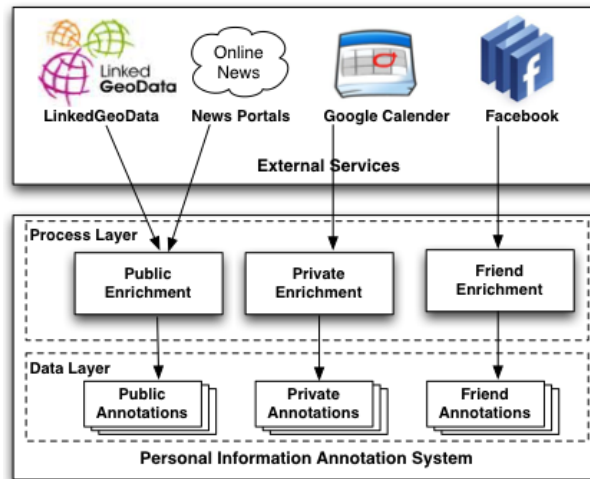 Linked
GeoData
Online
News
LinkedGeoData
News Portals
Google Calender
Facebook
External Services
Process Layer
Public
Enrichment
Private
Enrichment
Friend
Enrichment
Data Layer
Public
Annotations
Private
Annotations
Friend
Annotations
Personal Information Annotation System